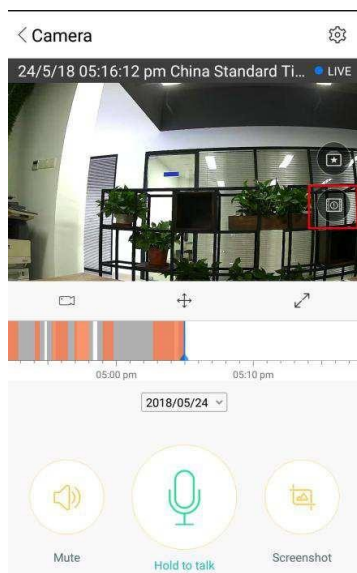 Camera
24/5/18 05:16:12 pm China Standard Ti... LIVE
05:00 pm 05:10 pm
2018/05/24
Mute Hold to talk Screenshot